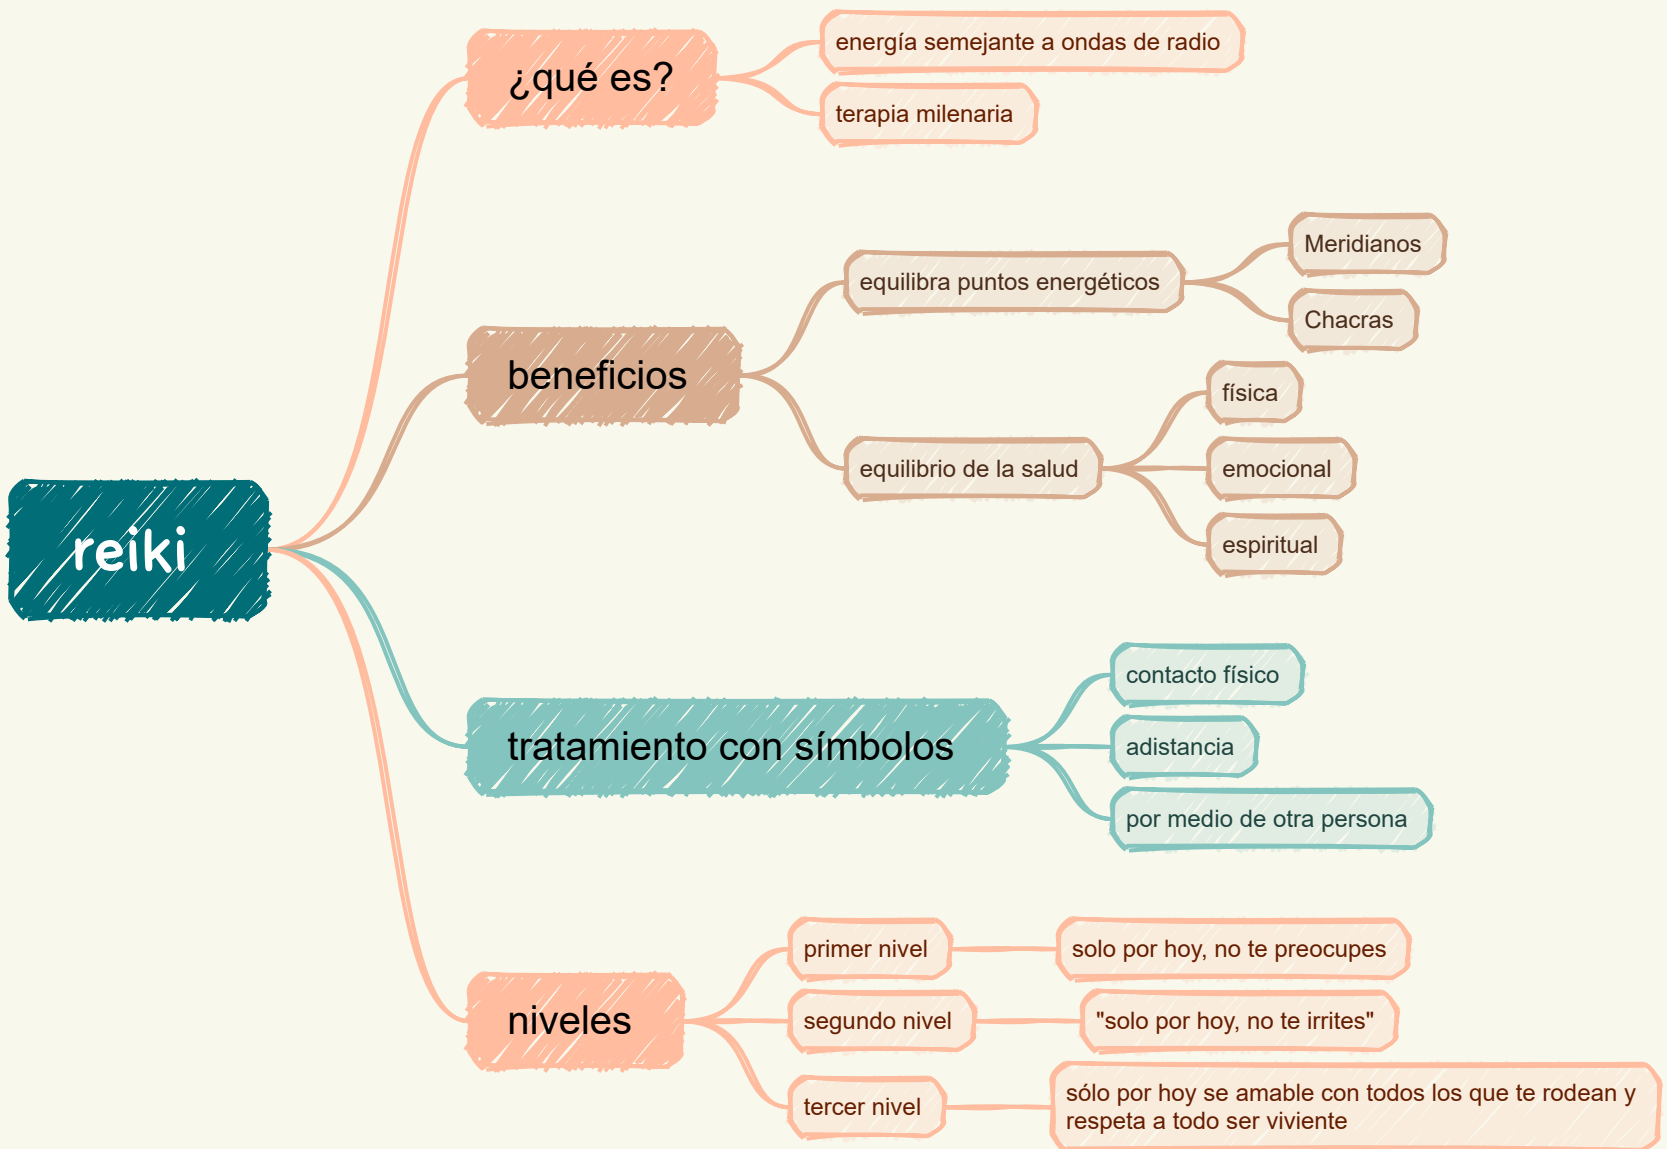 reiki
¿qué es?
energía semejante a ondas de radio
terapia milenaria
beneficios
equilibra puntos energéticos
Meridianos
Chacras
equilibrio de la salud
física
emocional
espiritual
tratamiento con símbolos
contacto físico
adistancia
por medio de otra persona
niveles
primer nivel
solo por hoy, no te preocupes
segundo nivel
"solo por hoy, no te irrites"
tercer nivel
sólo por hoy se amable con todos los que te rodean y
respeta a todo ser viviente